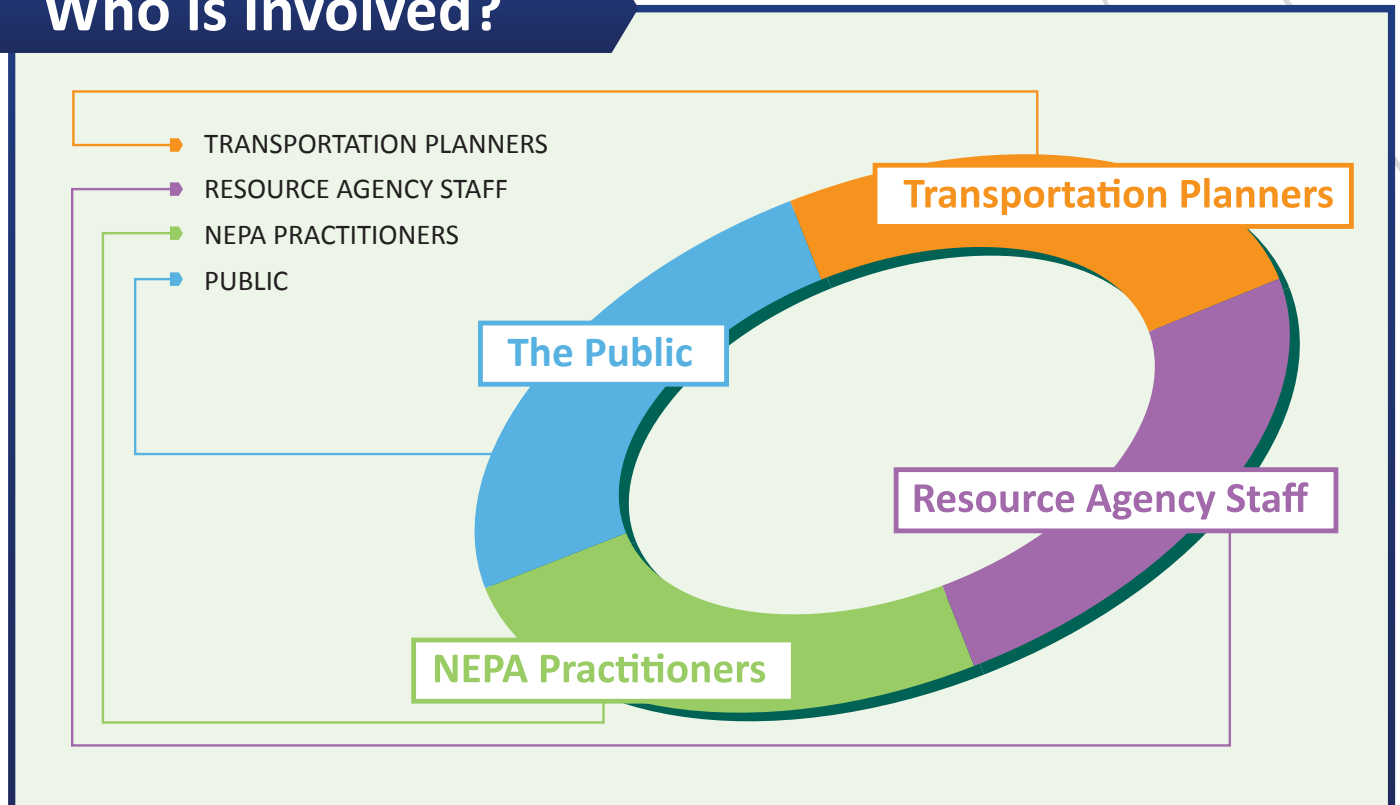 Who is Involved?
TRANSPORTATION PLANNERS
RESOURCE AGENCY STAFF
NEPA PRACTITIONERS
PUBLIC
Transportation Planners
The Public
Resource Agency Staff
NEPA Practitioners